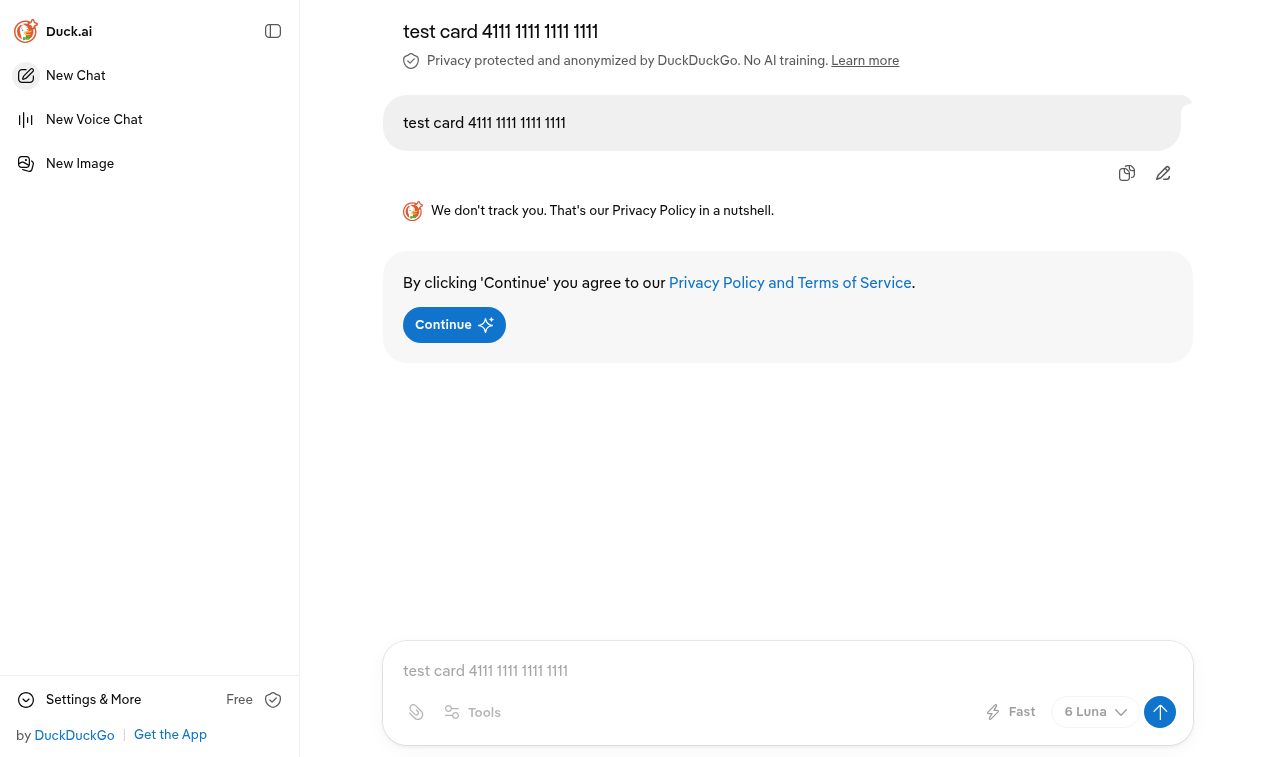 Duck.ai
New Chat
New Voice Chat
New Image
Settings & More
Free
by DuckDuckGo
Get the App
test card 4111 1111 1111 1111
Privacy protected and anonymized by DuckDuckGo. No AI training. Learn more
test card 4111 1111 1111 1111
We don't track you. That's our Privacy Policy in a nutshell.
By clicking 'Continue' you agree to our Privacy Policy and Terms of Service.
Continue
test card 4111 1111 1111 1111
Tools
Fast
6 Luna